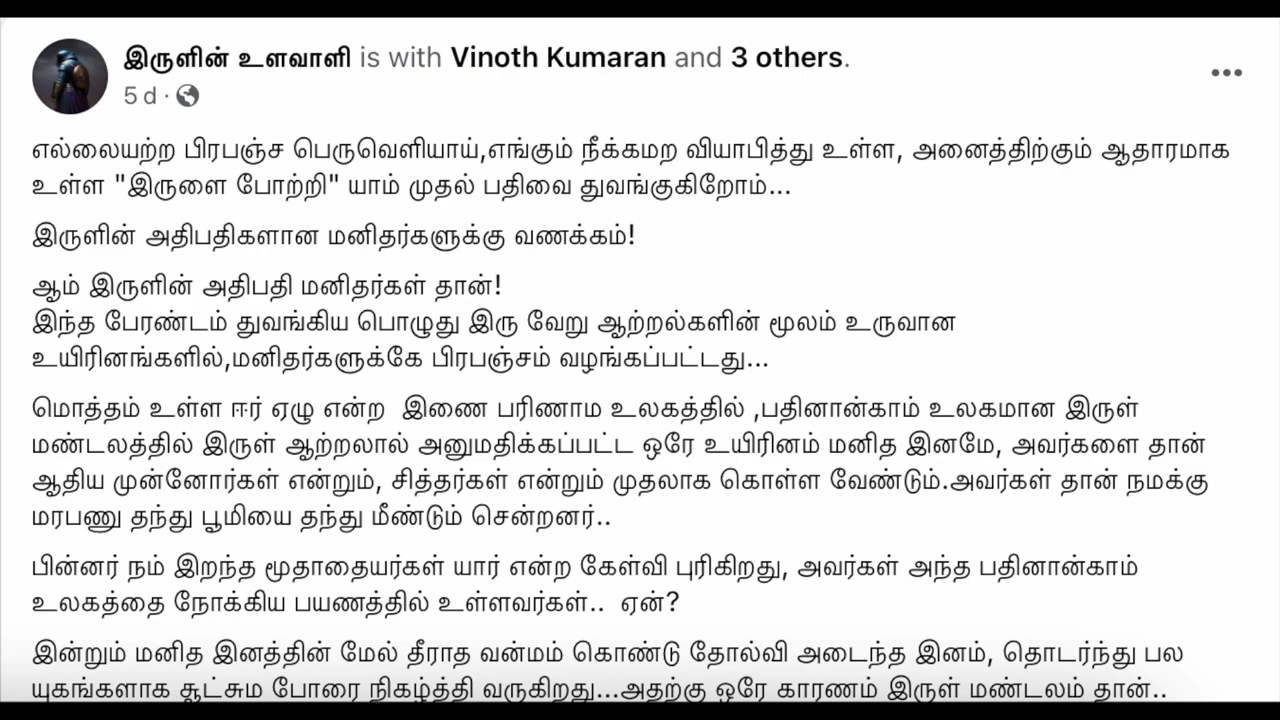 இருளின் உளவாளி is with Vinoth Kumaran and 3 others.
5 d ·
எல்லையற்ற பிரபஞ்ச பெருவெளியாய்,எங்கும் நீக்கமற வியாபித்து உள்ள, அனைத்திற்கும் ஆதாரமாக
உள்ள "இருளை போற்றி" யாம் முதல் பதிவை துவங்குகிறோம்...
இருளின் அதிபதிகளான மனிதர்களுக்கு வணக்கம்!
ஆம் இருளின் அதிபதி மனிதர்கள் தான்!
இந்த பேரண்டம் துவங்கிய பொழுது இரு வேறு ஆற்றல்களின் மூலம் உருவான
உயிரினங்களில்,மனிதர்களுக்கே பிரபஞ்சம் வழங்கப்பட்டது...
மொத்தம் உள்ள ஈர் ஏழு என்ற  இணை பரிணாம உலகத்தில் ,பதினான்காம் உலகமான இருள்
மண்டலத்தில் இருள் ஆற்றலால் அனுமதிக்கப்பட்ட ஒரே உயிரினம் மனித இனமே, அவர்களை தான்
ஆதிய முன்னோர்கள் என்றும், சித்தர்கள் என்றும் முதலாக கொள்ள வேண்டும்.அவர்கள் தான் நமக்கு
மரபணு தந்து பூமியை தந்து மீண்டும் சென்றனர்..
பின்னர் நம் இறந்த மூதாதையர்கள் யார் என்ற கேள்வி புரிகிறது, அவர்கள் அந்த பதினான்காம்
உலகத்தை நோக்கிய பயணத்தில் உள்ளவர்கள்..  ஏன்?
இன்றும் மனித இனத்தின் மேல் தீராத வன்மம் கொண்டு தோல்வி அடைந்த இனம், தொடர்ந்து பல
யுகங்களாக சூட்சும போரை நிகழ்த்தி வருகிறது...அதற்கு ஒரே காரணம் இருள் மண்டலம் தான்..